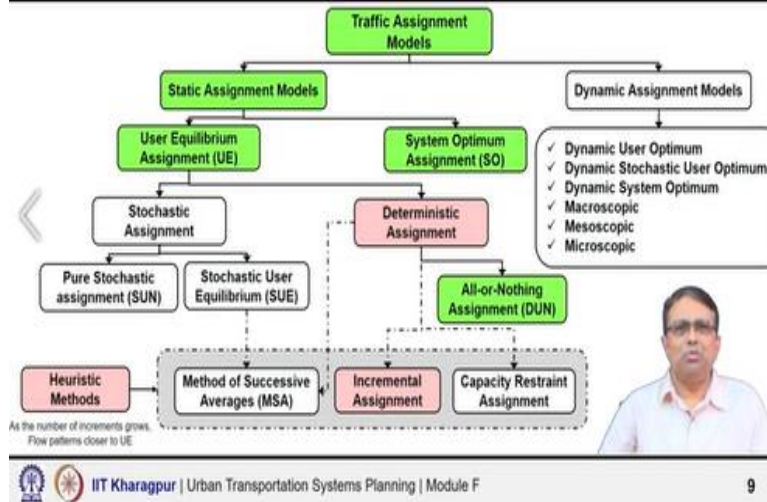 Traffic Assignment
Models
Static Assignment Models
Dynamic Assignment Models
User Equilibrium
Assignment (UE)
System Optimum
Assignment (SO)
✓ Dynamic User Optimum
✓ Dynamic Stochastic User Optimum
✓ Dynamic System Optimum
✓ Macroscopic
✓ Mesoscopic
✓ Microscopic
Stochastic
Assignment
Deterministic
Assignment
Pure Stochastic
assignment (SUN)
Stochastic User
Equilibrium (SUE)
All-or-Nothing
Assignment (DUN)
Heuristic
Methods
Method of Successive
Averages (MSA)
Incremental
Assignment
Capacity Restraint
Assignment
As the number of increments grows,
Flow patterns closer to UE
IIT Kharagpur | Urban Transportation Systems Planning | Module F
9